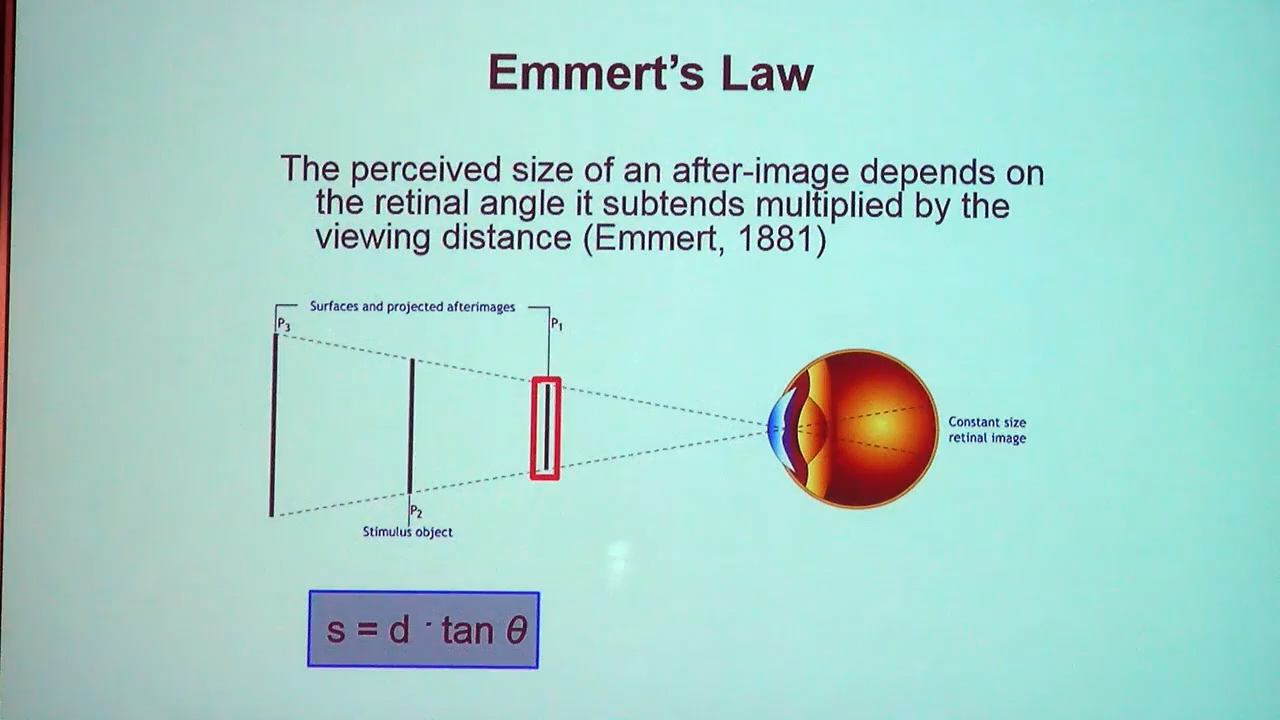 Emmert’s Law
The perceived size of an after-image depends on
the retinal angle it subtends multiplied by the
viewing distance (Emmert, 1881)
Surfaces and projected afterimages
P3
P1
Constant size
retinal image
P2
Stimulus object
s = d · tan θ